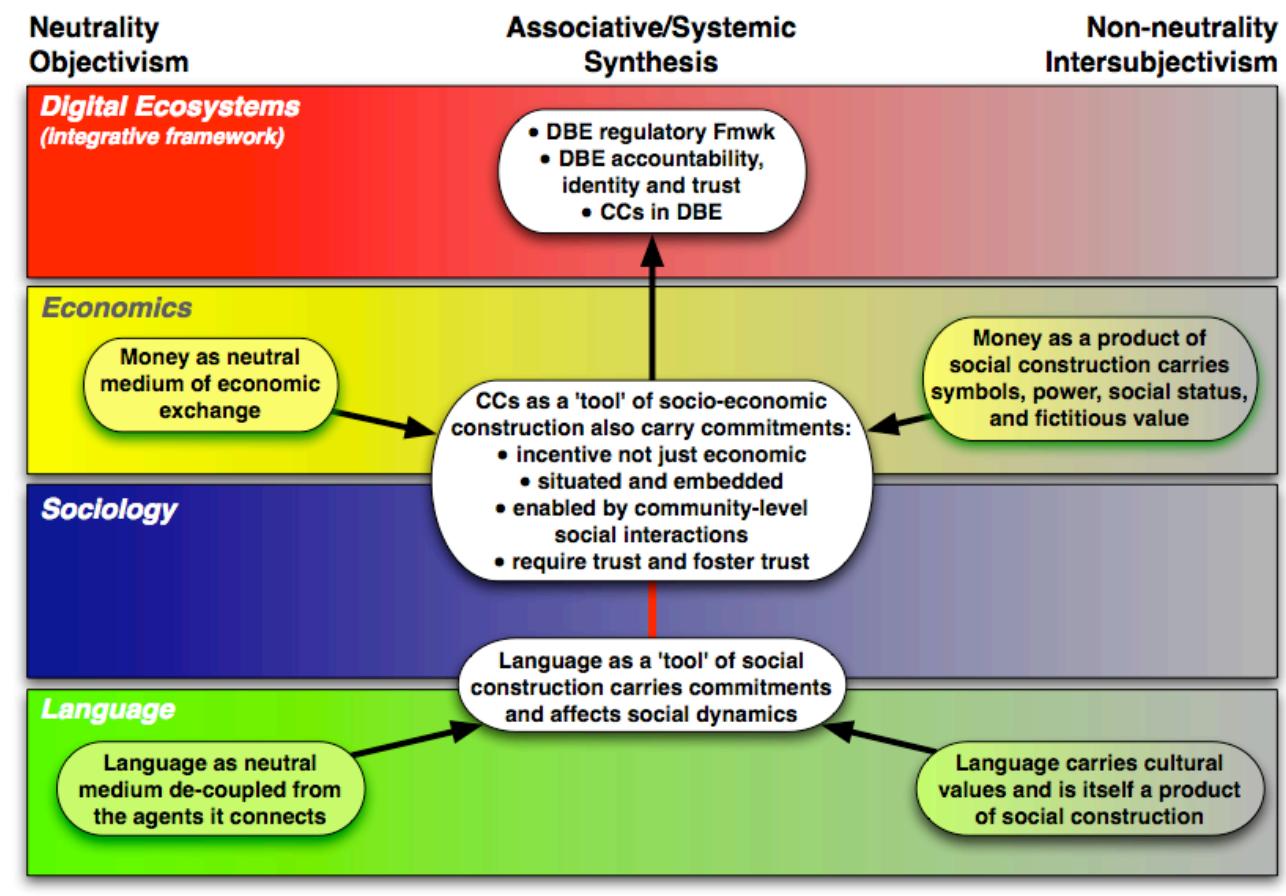 Neutrality
Objectivism
Associative/Systemic
Synthesis
Non-neutrality
Intersubjectivism
Digital Ecosystems
(integrative framework)
• DBE regulatory Fmwk
• DBE accountability,
identity and trust
• CCs in DBE
Economics
Money as neutral
medium of economic
exchange
CCs as a 'tool' of socio-economic
construction also carry commitments:
• incentive not just economic
• situated and embedded
• enabled by community-level
social interactions
• require trust and foster trust
Money as a product of
social construction carries
symbols, power, social status,
and fictitious value
Sociology
Language as a 'tool' of social
construction carries commitments
and affects social dynamics
Language
Language as neutral
medium de-coupled from
the agents it connects
Language carries cultural
values and is itself a product
of social construction